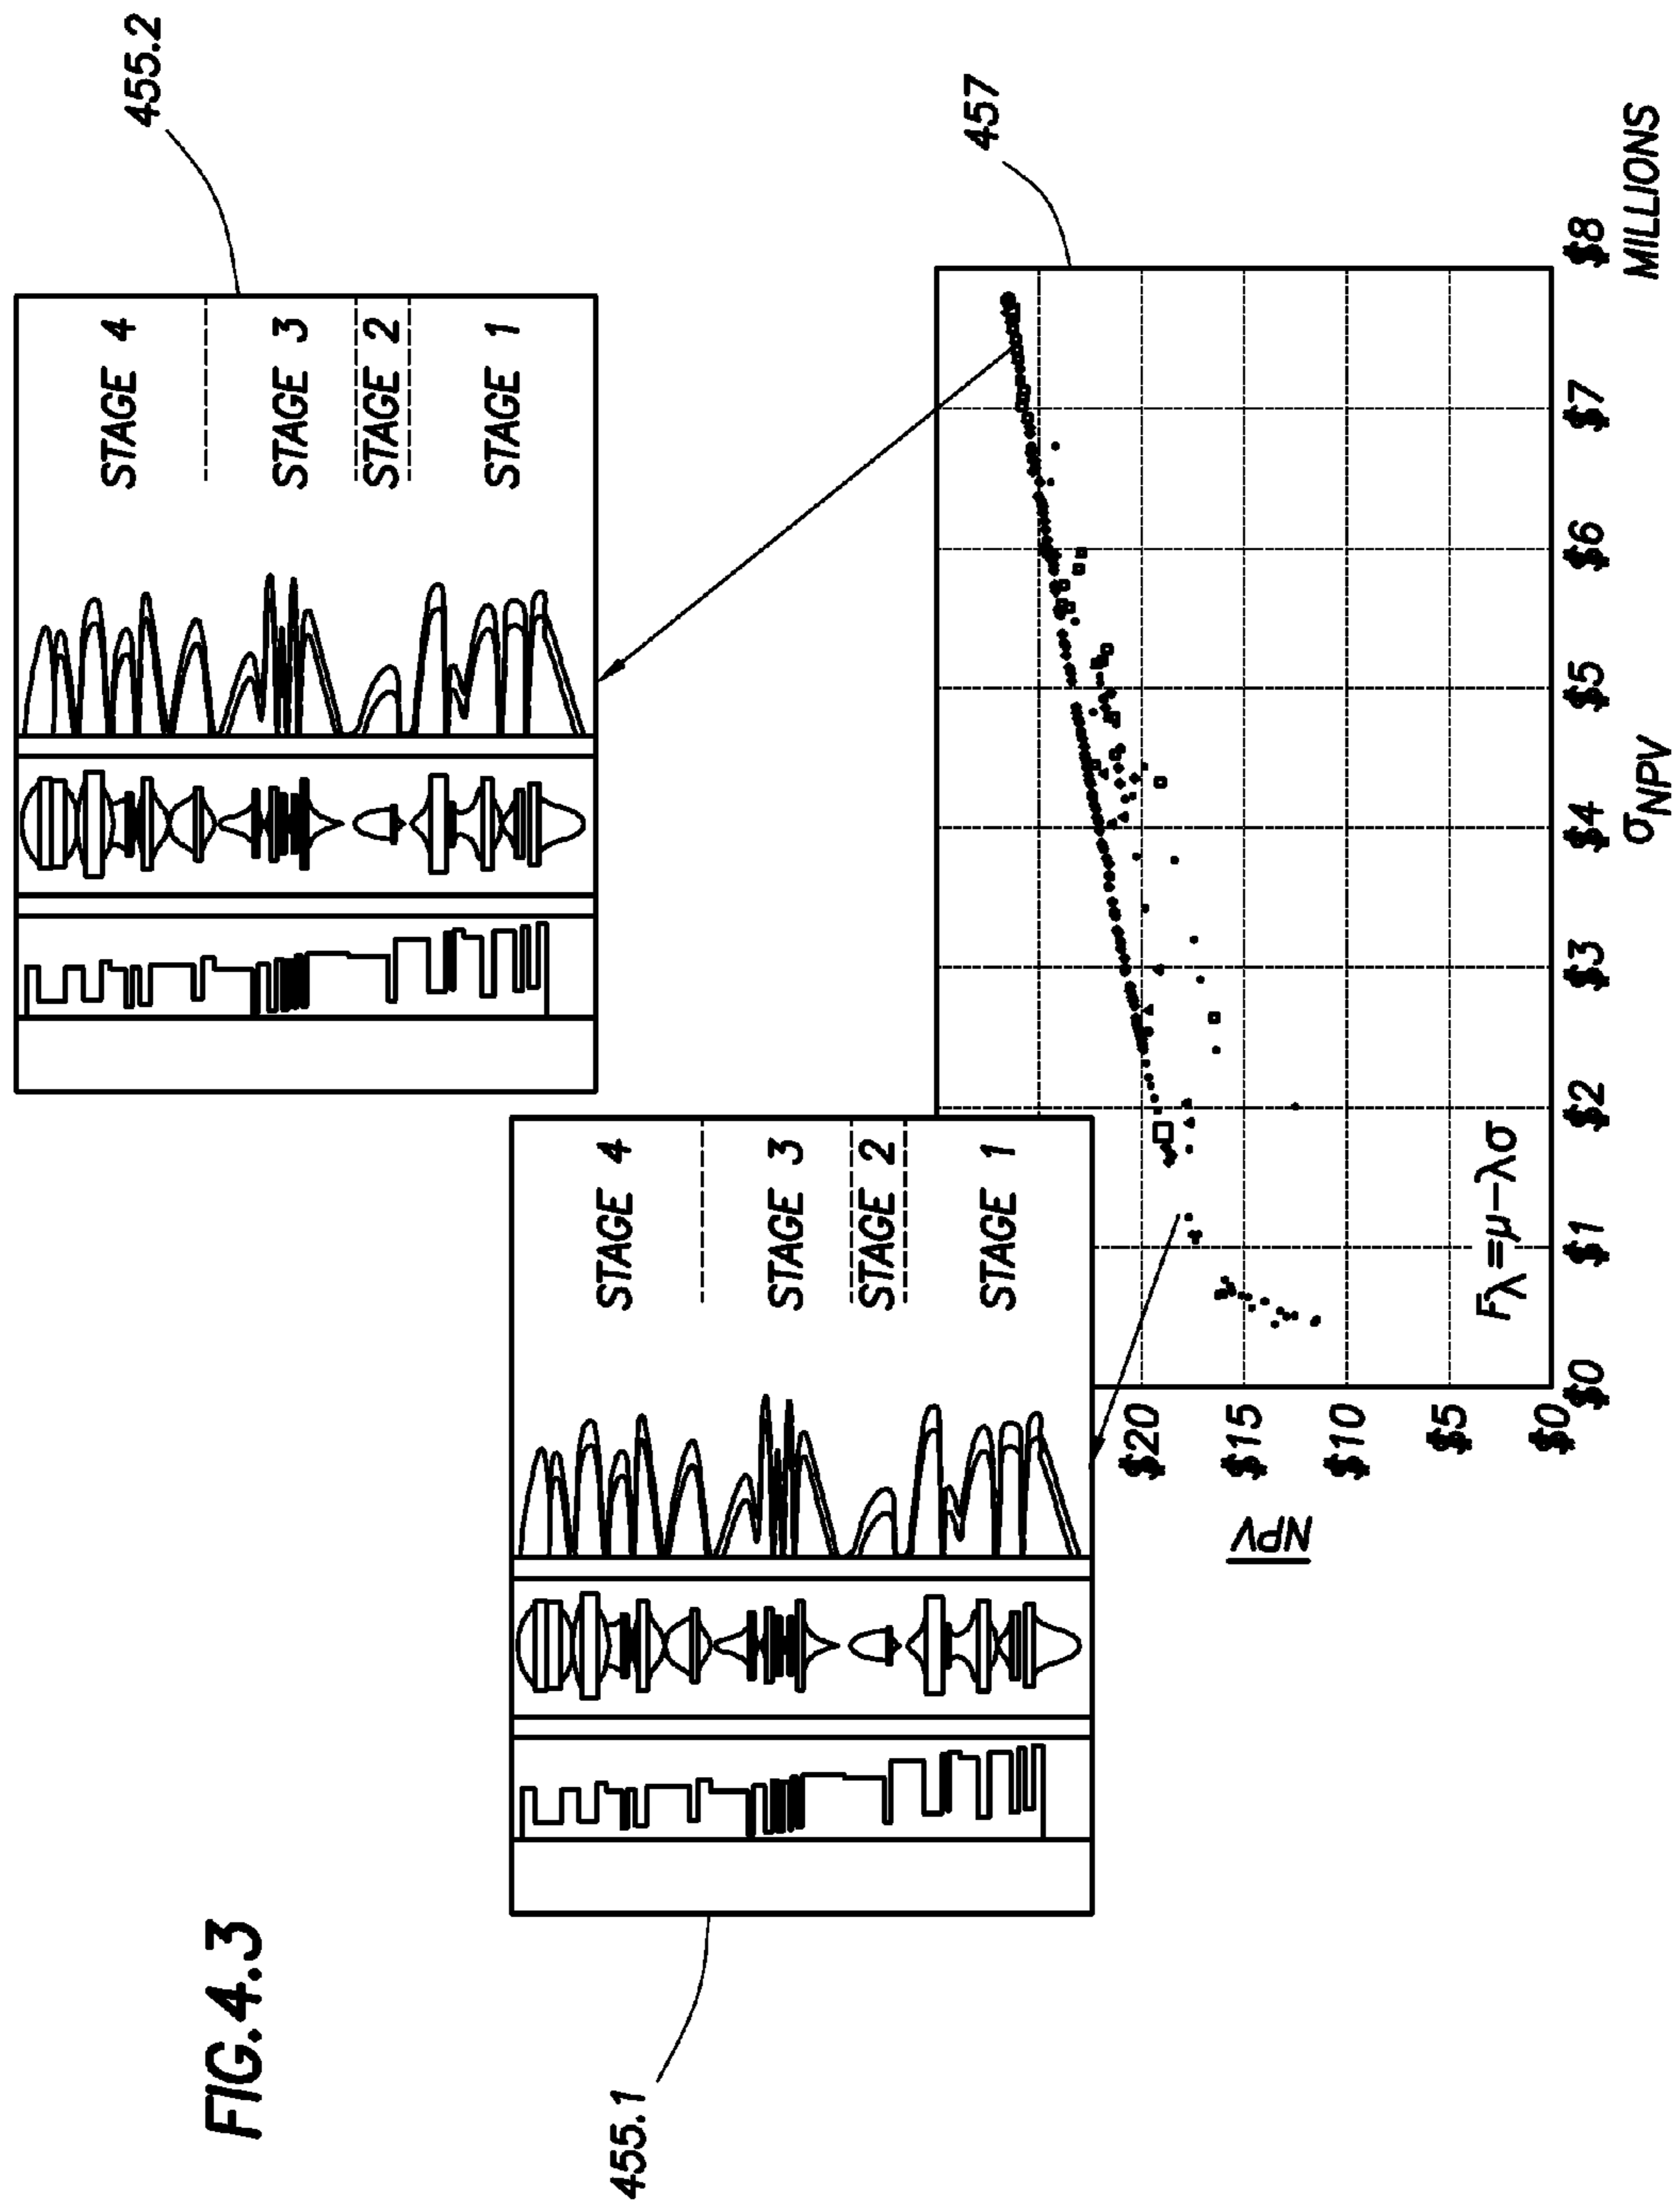 FIG.4.3
455.2
STAGE 4
STAGE 3
STAGE 2
STAGE 1
455.1
STAGE 4
STAGE 3
STAGE 2
STAGE 1
457
NPV
$20
$15
$10
$5
$0
Fλ=μ-λσ
$0
$1
$2
$3
$4
$5
$6
$7
$8
σNPV
MILLIONS